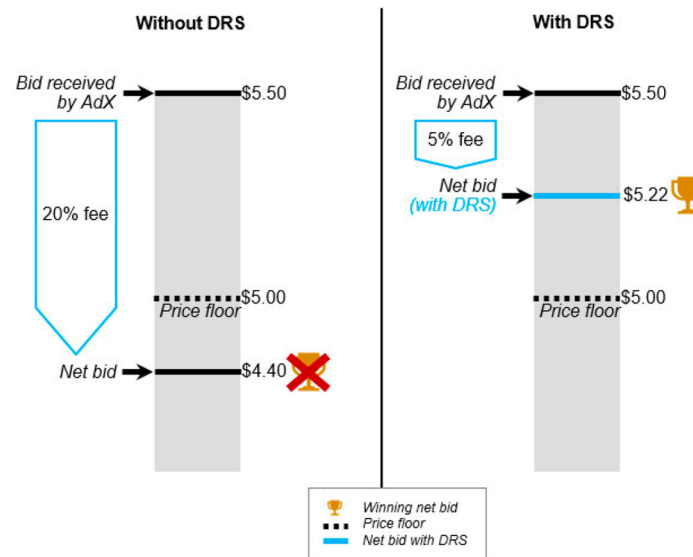 Without DRS
Bid received
by AdX
$5.50
20% fee
$5.00
Price floor
Net bid
$4.40
With DRS
Bid received
by AdX
$5.50
5% fee
Net bid
(with DRS)
$5.22
$5.00
Price floor
Winning net bid
Price floor
Net bid with DRS